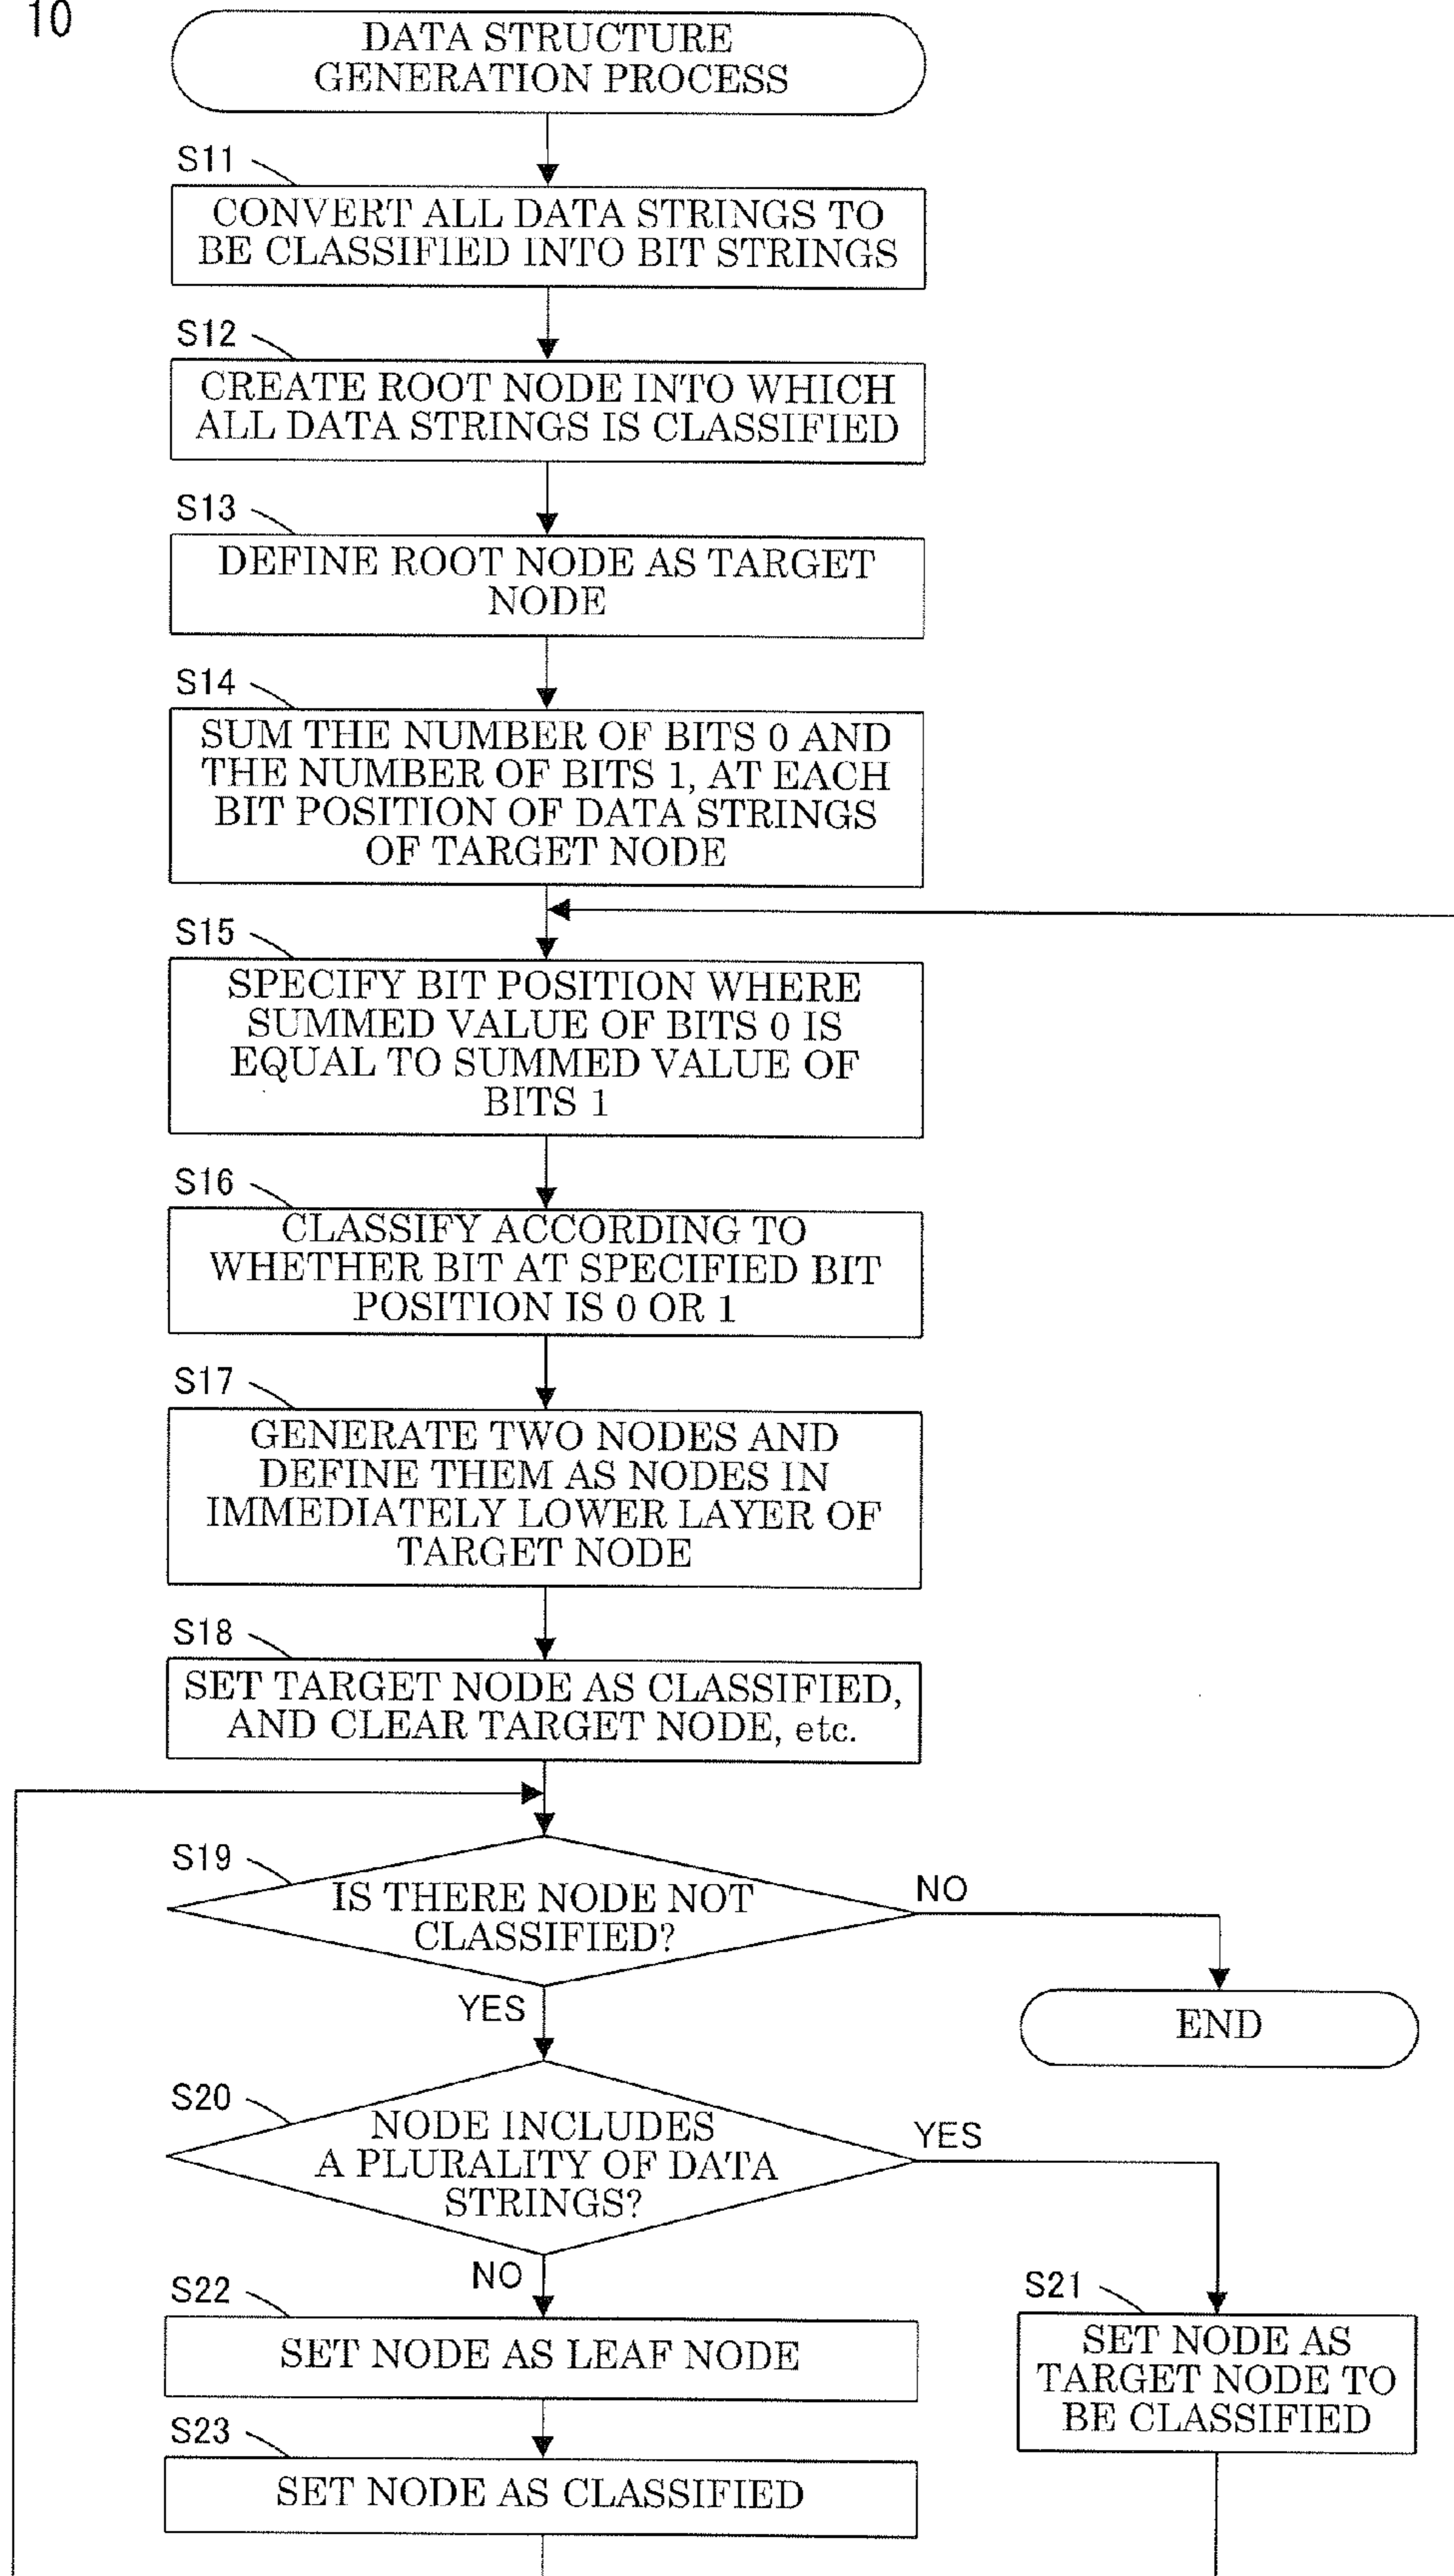 10
DATA STRUCTURE
GENERATION PROCESS
S11
CONVERT ALL DATA STRINGS TO
BE CLASSIFIED INTO BIT STRINGS
S12
CREATE ROOT NODE INTO WHICH
ALL DATA STRINGS IS CLASSIFIED
S13
DEFINE ROOT NODE AS TARGET
NODE
S14
SUM THE NUMBER OF BITS 0 AND
THE NUMBER OF BITS 1, AT EACH
BIT POSITION OF DATA STRINGS
OF TARGET NODE
S15
SPECIFY BIT POSITION WHERE
SUMMED VALUE OF BITS 0 IS
EQUAL TO SUMMED VALUE OF
BITS 1
S16
CLASSIFY ACCORDING TO
WHETHER BIT AT SPECIFIED BIT
POSITION IS 0 OR 1
S17
GENERATE TWO NODES AND
DEFINE THEM AS NODES IN
IMMEDIATELY LOWER LAYER OF
TARGET NODE
S18
SET TARGET NODE AS CLASSIFIED,
AND CLEAR TARGET NODE, etc.
S19
IS THERE NODE NOT
CLASSIFIED?
NO
YES
END
S20
NODE INCLUDES
A PLURALITY OF DATA
STRINGS?
YES
NO
S22
SET NODE AS LEAF NODE
S21
SET NODE AS
TARGET NODE TO
BE CLASSIFIED
S23
SET NODE AS CLASSIFIED